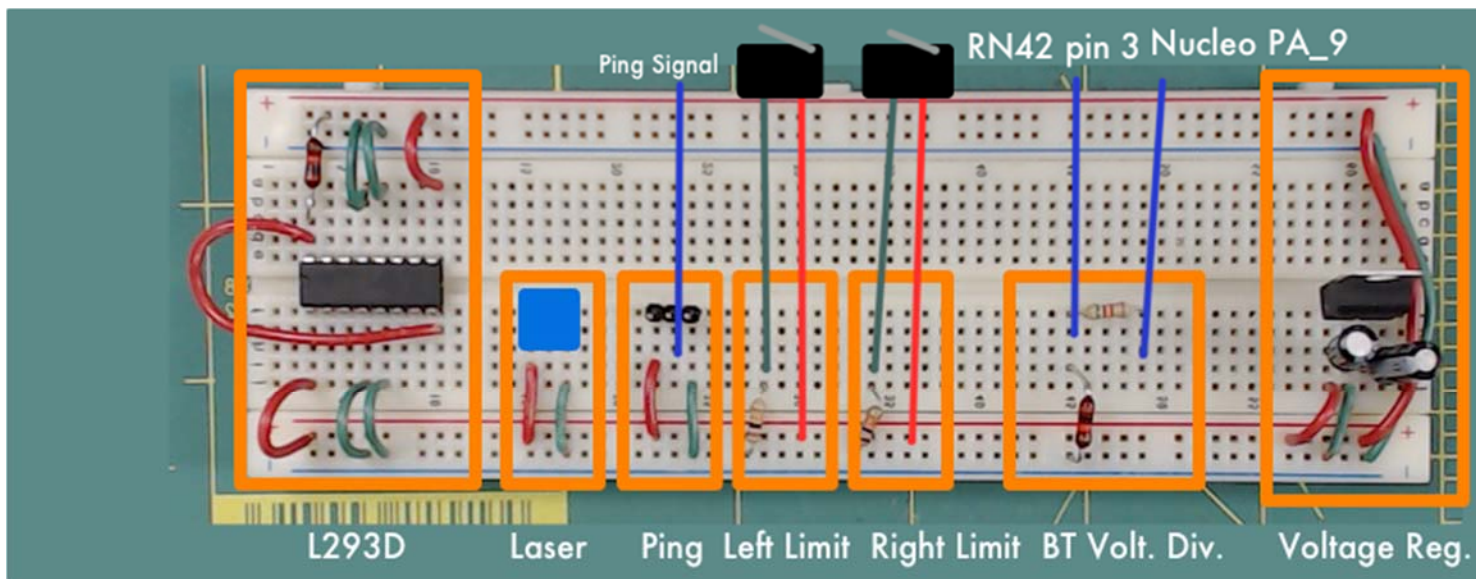 RN42 pin 3 Nucleo PA_9
Ping Signal
L293D
Laser
Ping
Left Limit
Right Limit
BT Volt. Div.
Voltage Reg.